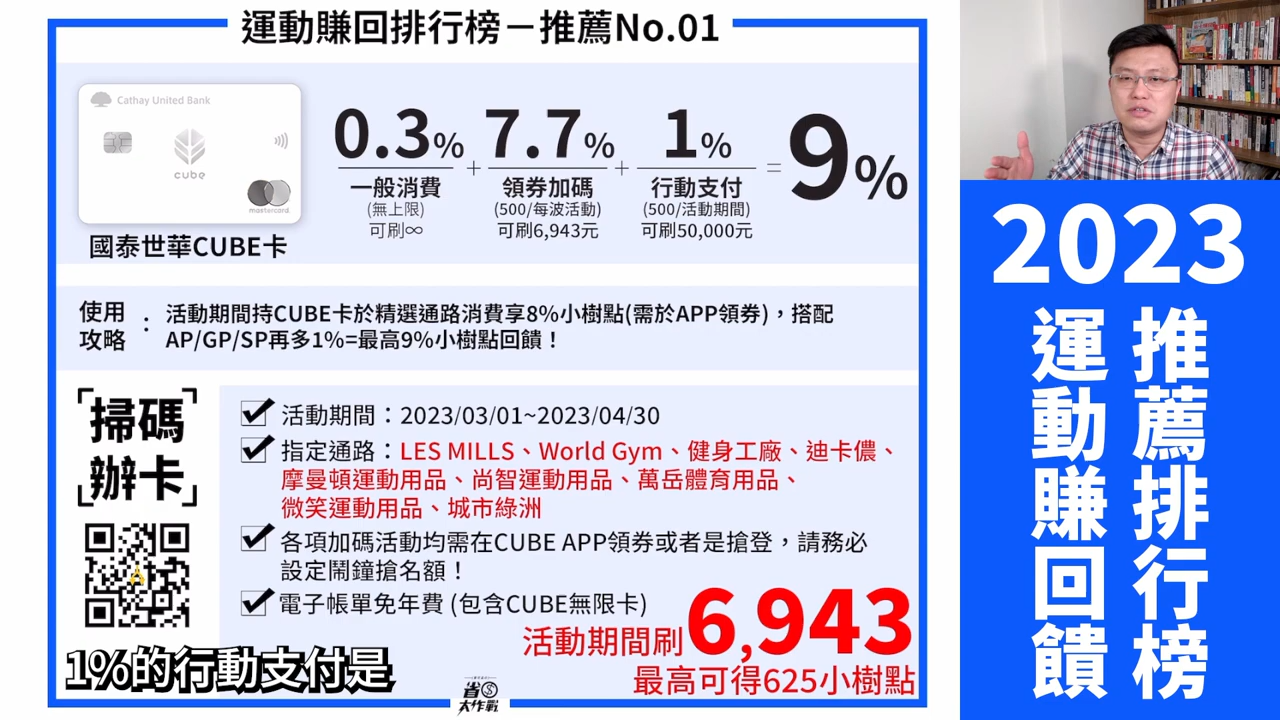 運動賺回排行榜－推薦No.01
Cathay United Bank
cube
mastercard.
國泰世華CUBE卡
0.3% + 7.7% + 1% = 9%
一般消費 領券加碼 行動支付
(無上限) (500/每波活動) (500/活動期間)
可刷∞ 可刷6,943元 可刷50,000元
使用攻略：
活動期間持CUBE卡於精選通路消費享8%小樹點(需於APP領券)，搭配
AP/GP/SP再多1%=最高9%小樹點回饋！
掃碼
辦卡
活動期間：2023/03/01~2023/04/30
指定通路：LES MILLS、World Gym、健身工廠、迪卡儂、
摩曼頓運動用品、尚智運動用品、萬岳體育用品、
微笑運動用品、城市綠洲
各項加碼活動均需在CUBE APP領券或者是搶登，請務必
設定鬧鐘搶名額！
電子帳單免年費 (包含CUBE無限卡)
活動期間刷6,943
最高可得625小樹點
1%的行動支付是
省大作戰
2023
推薦排行榜
運動賺回饋